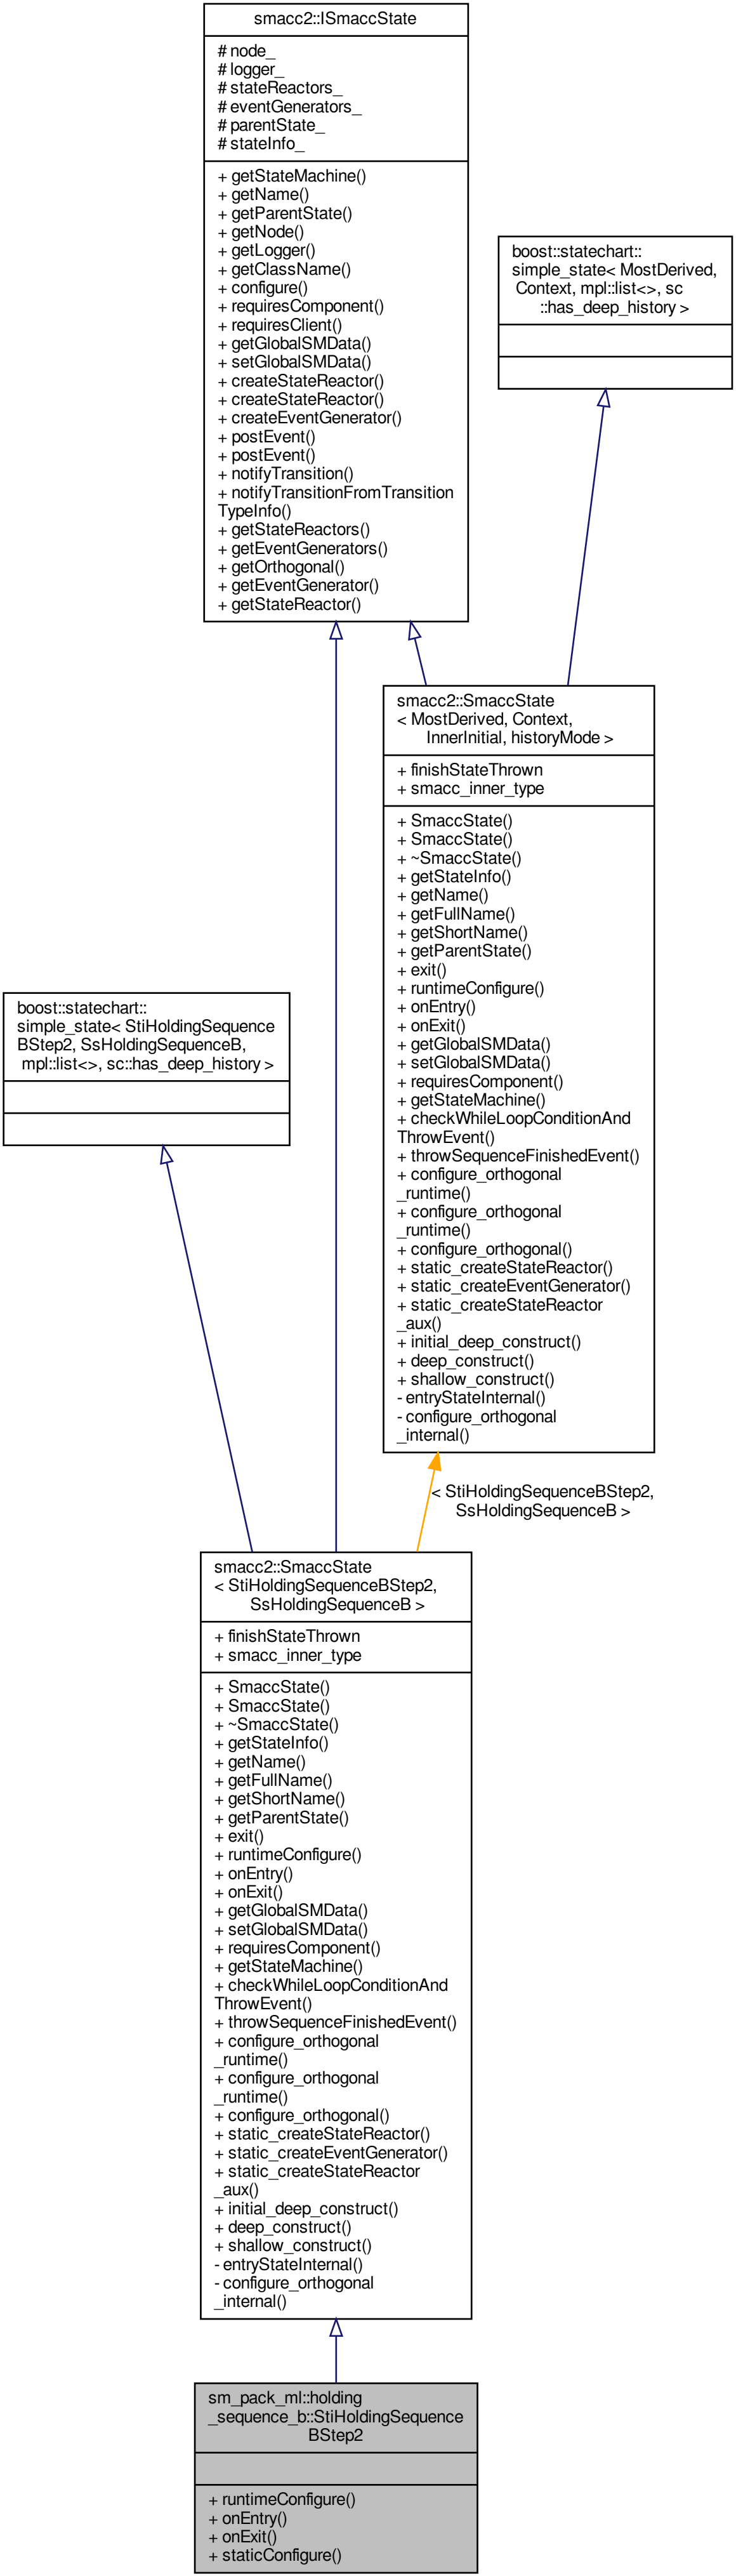 smacc2::ISmaccState
# node_
# logger_
# stateReactors_
# eventGenerators_
# parentState_
# stateInfo_
+ getStateMachine()
+ getName()
+ getParentState()
+ getNode()
+ getLogger()
+ getClassName()
+ configure()
+ requiresComponent()
+ requiresClient()
+ getGlobalSMData()
+ setGlobalSMData()
+ createStateReactor()
+ createStateReactor()
+ createEventGenerator()
+ postEvent()
+ postEvent()
+ notifyTransition()
+ notifyTransitionFromTransition
TypeInfo()
+ getStateReactors()
+ getEventGenerators()
+ getOrthogonal()
+ getEventGenerator()
+ getStateReactor()
boost::statechart::
simple_state< MostDerived,
Context, mpl::list<>, sc
::has_deep_history >
smacc2::SmaccState
< MostDerived, Context,
InnerInitial, historyMode >
+ finishStateThrown
+ smacc_inner_type
+ SmaccState()
+ SmaccState()
+ ~SmaccState()
+ getStateInfo()
+ getName()
+ getFullName()
+ getShortName()
+ getParentState()
+ exit()
+ runtimeConfigure()
+ onEntry()
+ onExit()
+ getGlobalSMData()
+ setGlobalSMData()
+ requiresComponent()
+ getStateMachine()
+ checkWhileLoopConditionAnd
ThrowEvent()
+ throwSequenceFinishedEvent()
+ configure_orthogonal
_runtime()
+ configure_orthogonal
_runtime()
+ configure_orthogonal()
+ static_createStateReactor()
+ static_createEventGenerator()
+ static_createStateReactor
_aux()
+ initial_deep_construct()
+ deep_construct()
+ shallow_construct()
- entryStateInternal()
- configure_orthogonal
_internal()
boost::statechart::
simple_state< StiHoldingSequence
BStep2, SsHoldingSequenceB,
mpl::list<>, sc::has_deep_history >
< StiHoldingSequenceBStep2,
SsHoldingSequenceB >
smacc2::SmaccState
< StiHoldingSequenceBStep2,
SsHoldingSequenceB >
+ finishStateThrown
+ smacc_inner_type
+ SmaccState()
+ SmaccState()
+ ~SmaccState()
+ getStateInfo()
+ getName()
+ getFullName()
+ getShortName()
+ getParentState()
+ exit()
+ runtimeConfigure()
+ onEntry()
+ onExit()
+ getGlobalSMData()
+ setGlobalSMData()
+ requiresComponent()
+ getStateMachine()
+ checkWhileLoopConditionAnd
ThrowEvent()
+ throwSequenceFinishedEvent()
+ configure_orthogonal
_runtime()
+ configure_orthogonal
_runtime()
+ configure_orthogonal()
+ static_createStateReactor()
+ static_createEventGenerator()
+ static_createStateReactor
_aux()
+ initial_deep_construct()
+ deep_construct()
+ shallow_construct()
- entryStateInternal()
- configure_orthogonal
_internal()
sm_pack_ml::holding
_sequence_b::StiHoldingSequence
BStep2
+ runtimeConfigure()
+ onEntry()
+ onExit()
+ staticConfigure()